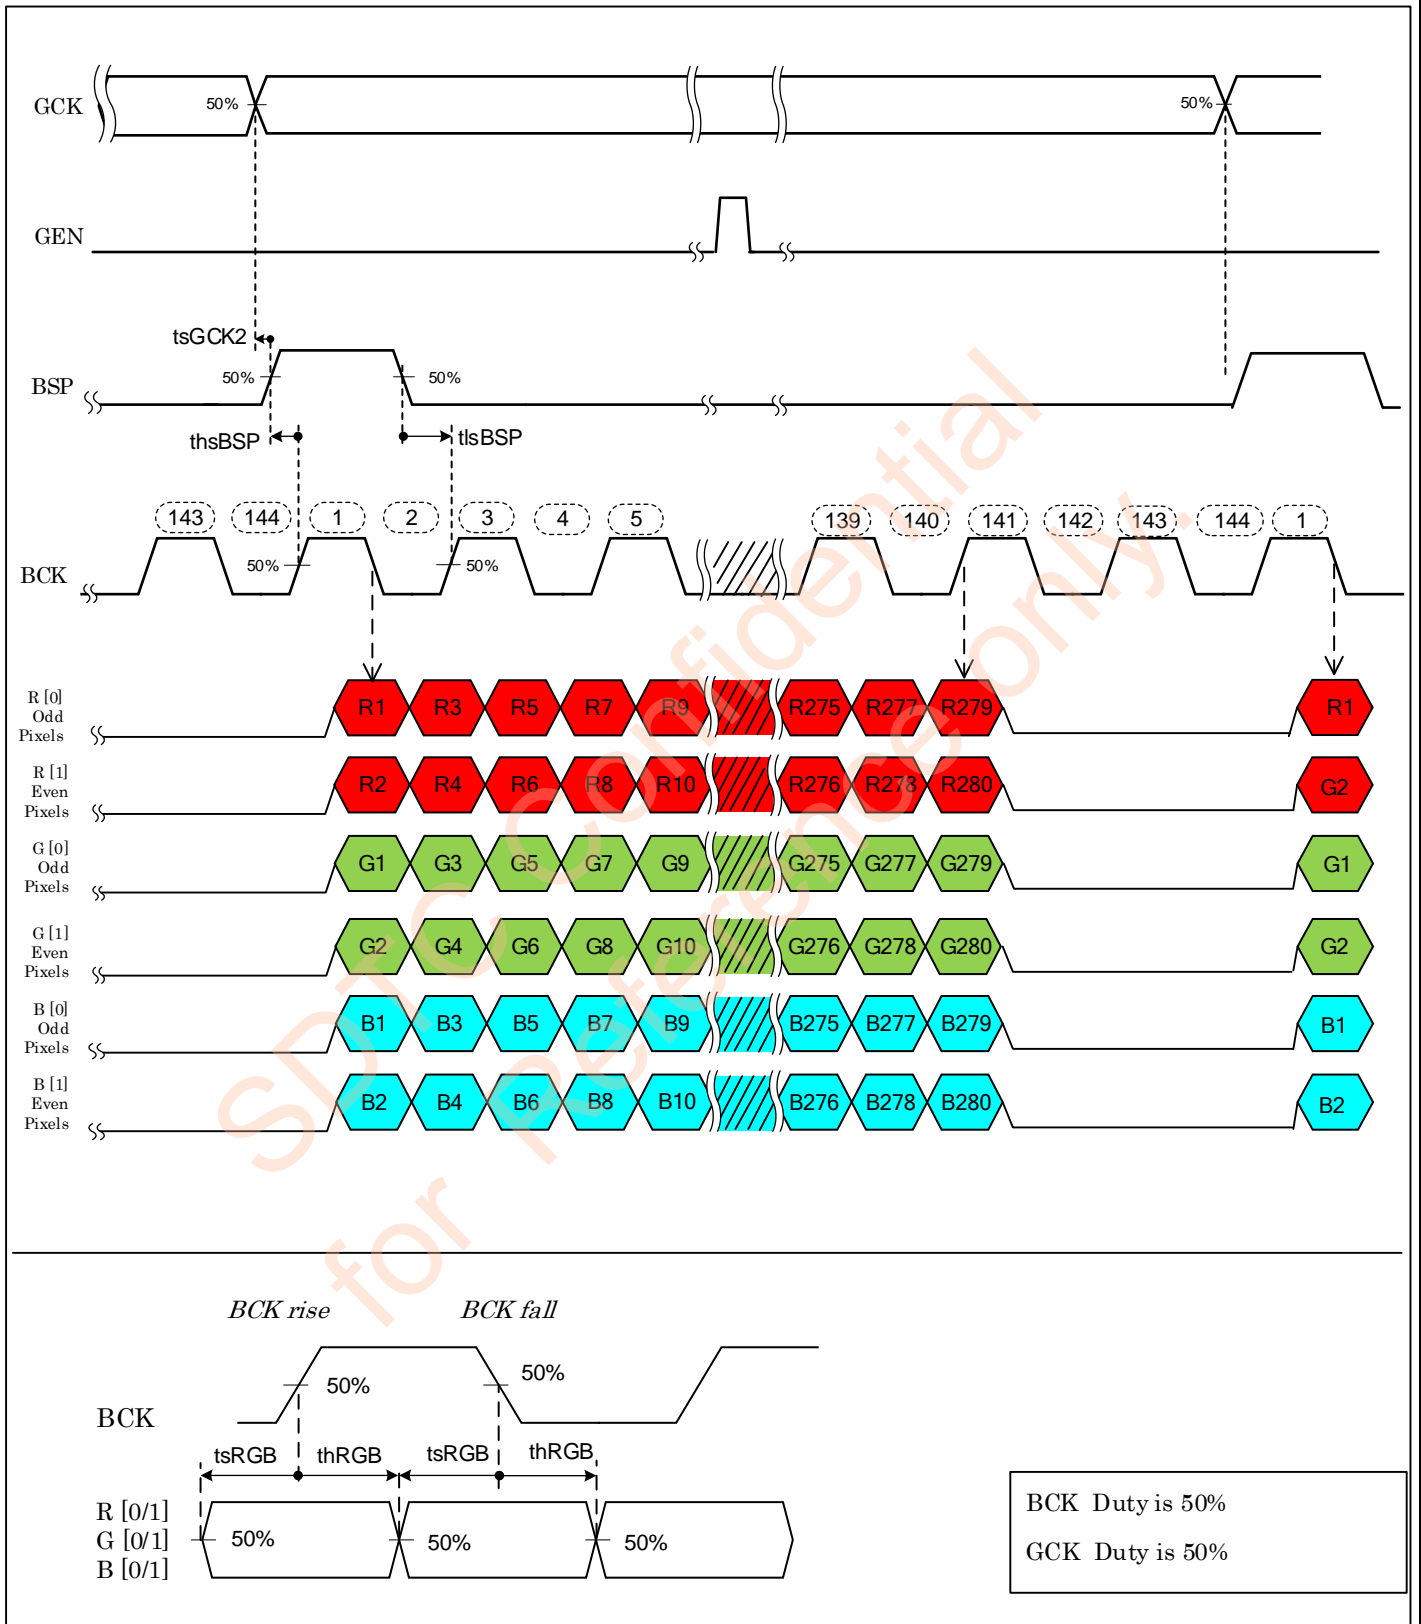 GCK
50%
50%
GEN
tsGCK2
BSP
50%
50%
thsBSP
tlsBSP
143 144 1 2 3 4 5 139 140 141 142 143 144 1
BCK
50%
50%
R [0]
Odd
Pixels
R1 R3 R5 R7 R9 R275 R277 R279 R1
R [1]
Even
Pixels
R2 R4 R6 R8 R10 R276 R278 R280 G2
G [0]
Odd
Pixels
G1 G3 G5 G7 G9 G275 G277 G279 G1
G [1]
Even
Pixels
G2 G4 G6 G8 G10 G276 G278 G280 G2
B [0]
Odd
Pixels
B1 B3 B5 B7 B9 B275 B277 B279 B1
B [1]
Even
Pixels
B2 B4 B6 B8 B10 B276 B278 B280 B2
SDTC Confidential
for Reference only.
BCK rise
BCK fall
50%
50%
BCK
tsRGB thRGB tsRGB thRGB
R [0/1]
G [0/1]
B [0/1]
50% 50% 50%
BCK Duty is 50%
GCK Duty is 50%